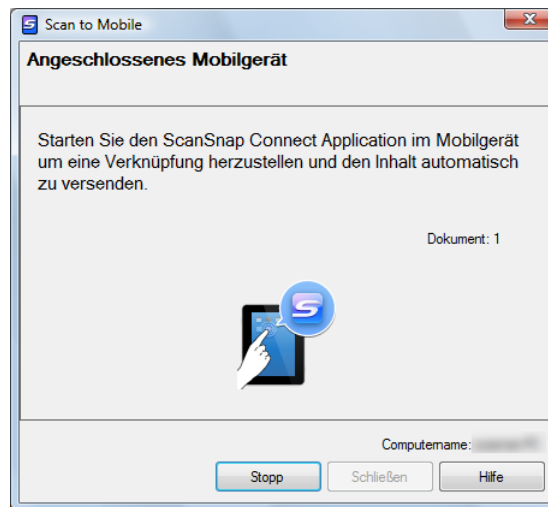 Scan to Mobile
Angeschlossenes Mobilgerät
Starten Sie den ScanSnap Connect Application im Mobilgerät
um eine Verknüpfung herzustellen und den Inhalt automatisch
zu versenden.
Dokument: 1
Computername:
Stopp
Schließen
Hilfe